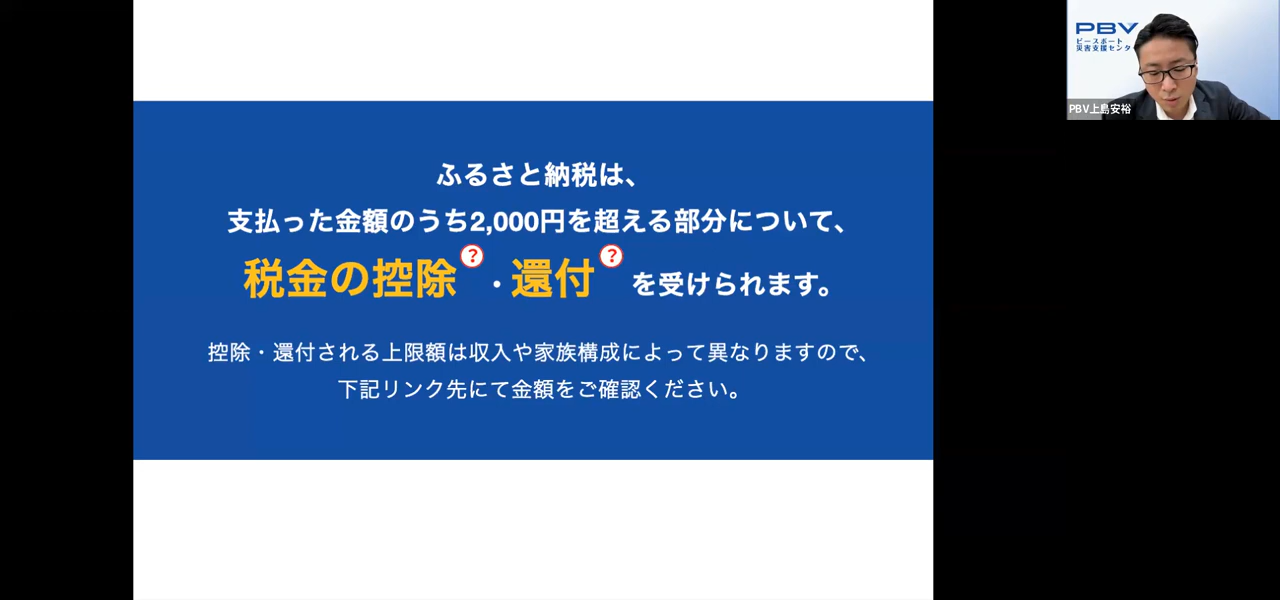 ふるさと納税は、
支払った金額のうち2,000円を超える部分について、
税金の控除?・還付?を受けられます。
控除・還付される上限額は収入や家族構成によって異なりますので、
下記リンク先にて金額をご確認ください。
PBV
ピースボート
災害支援センタ
PBV上島安裕